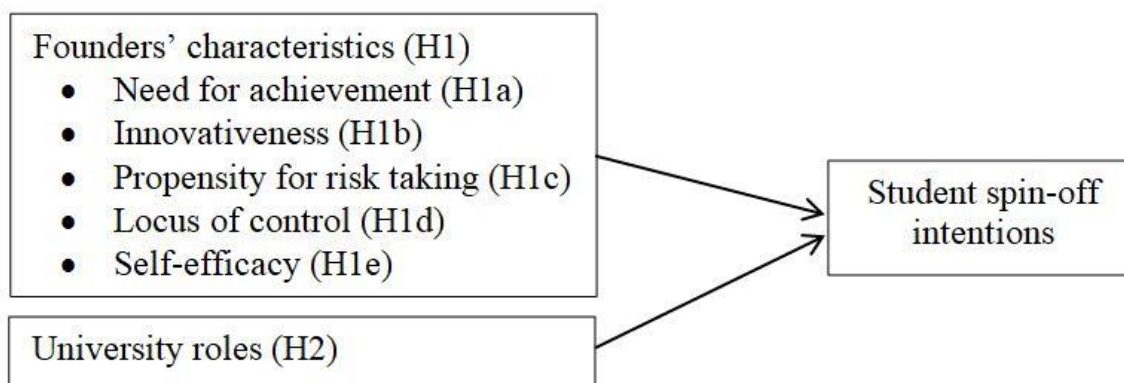 Founders’ characteristics (H1)
• Need for achievement (H1a)
• Innovativeness (H1b)
• Propensity for risk taking (H1c)
• Locus of control (H1d)
• Self-efficacy (H1e)
University roles (H2)
Student spin-off
intentions